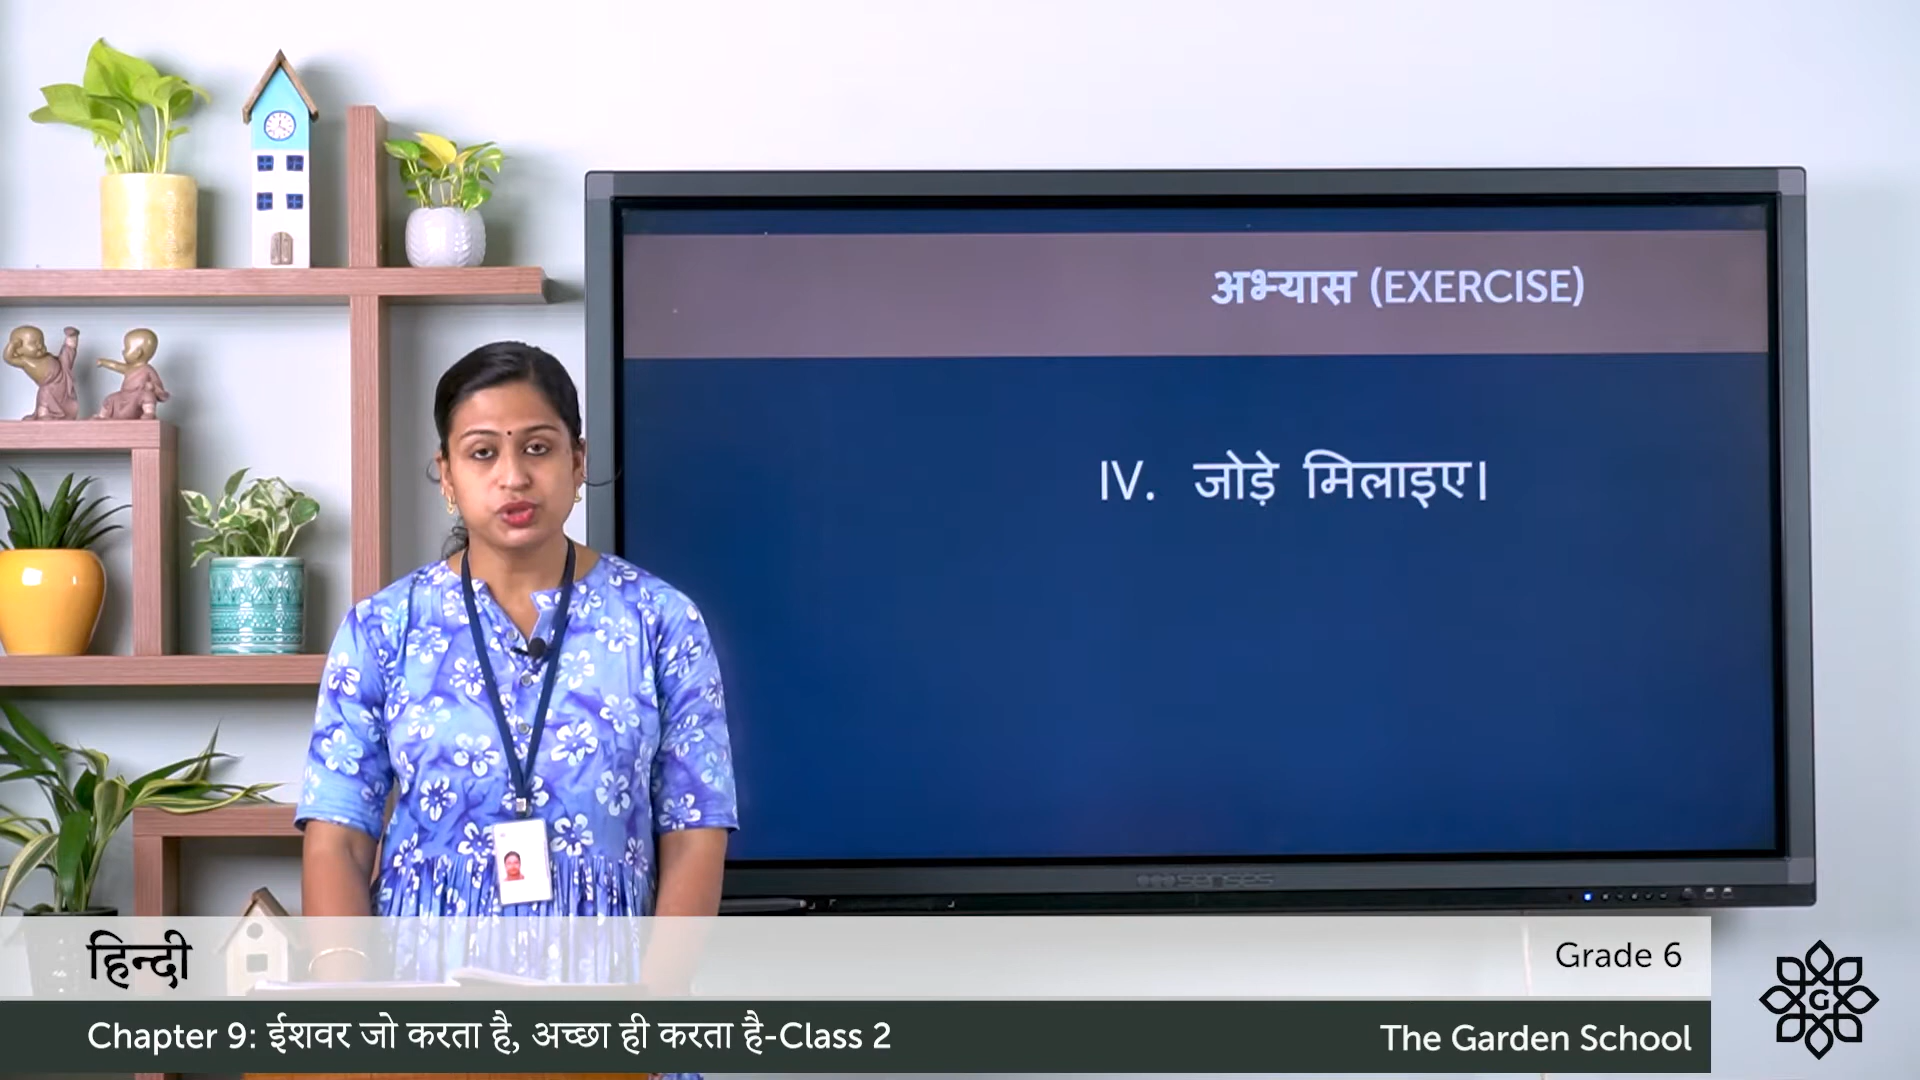 अभ्यास (EXERCISE)
IV. जोड़े मिलाइए।
हिन्दी
Grade 6
Chapter 9: ईशवर जो करता है, अच्छा ही करता है-Class 2
The Garden School
G